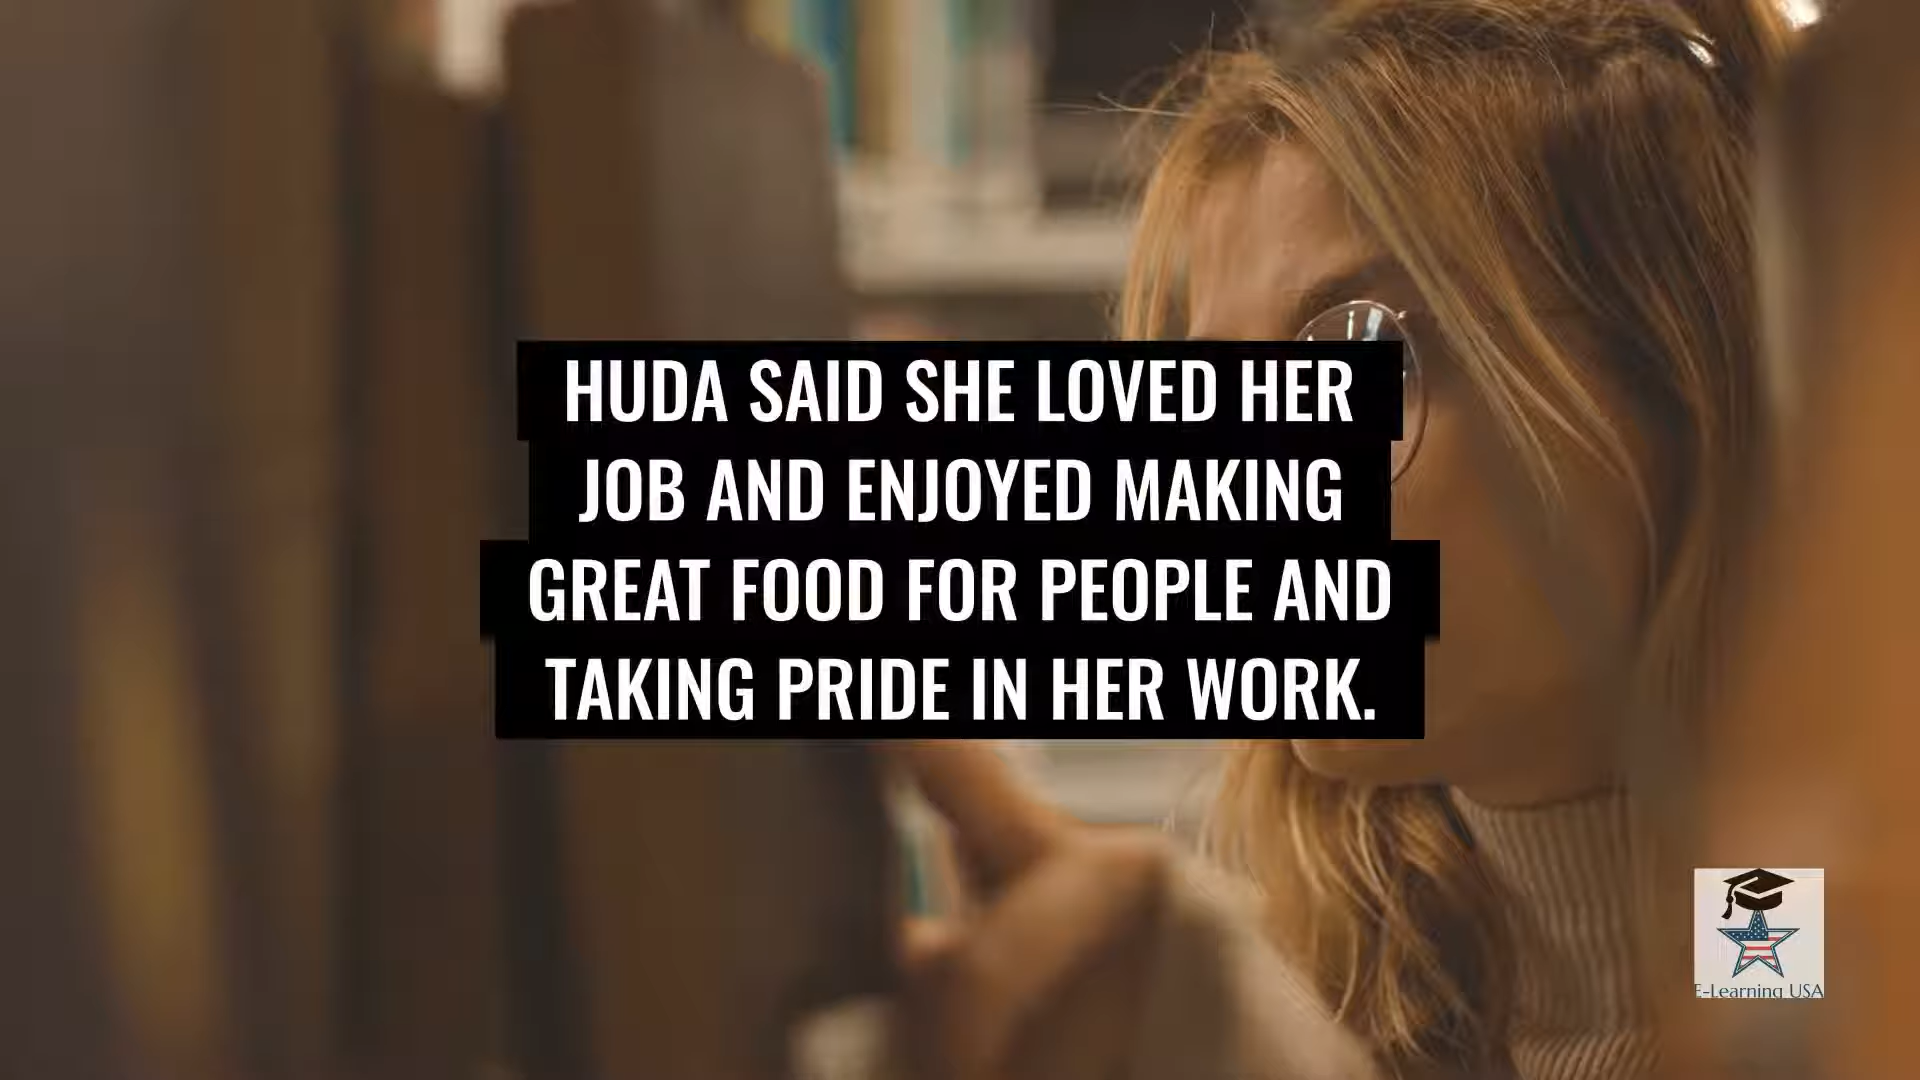 HUDA SAID SHE LOVED HER
JOB AND ENJOYED MAKING
GREAT FOOD FOR PEOPLE AND
TAKING PRIDE IN HER WORK.
E-Learning USA